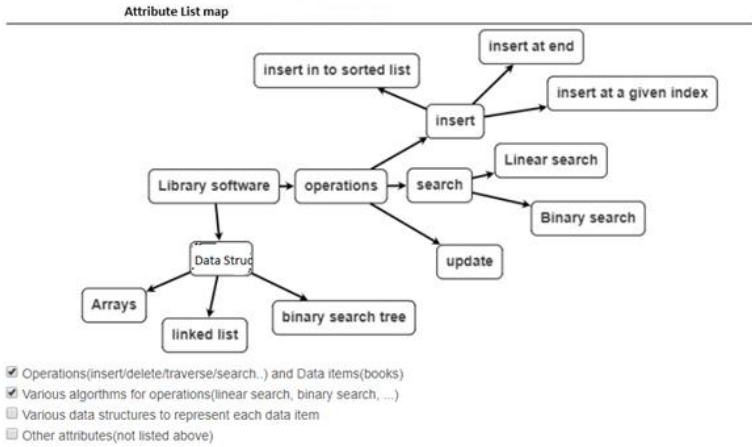 Attribute List map
insert at end
insert in to sorted list
insert at a given index
insert
Linear search
Library software
operations
search
Binary search
Data Struc
update
Arrays
binary search tree
linked list
Operations(insert/delete/traverse/search..) and Data items(books)
Various algorthms for operations(linear search, binary search, ...)
Various data structures to represent each data item
Other attributes(not listed above)